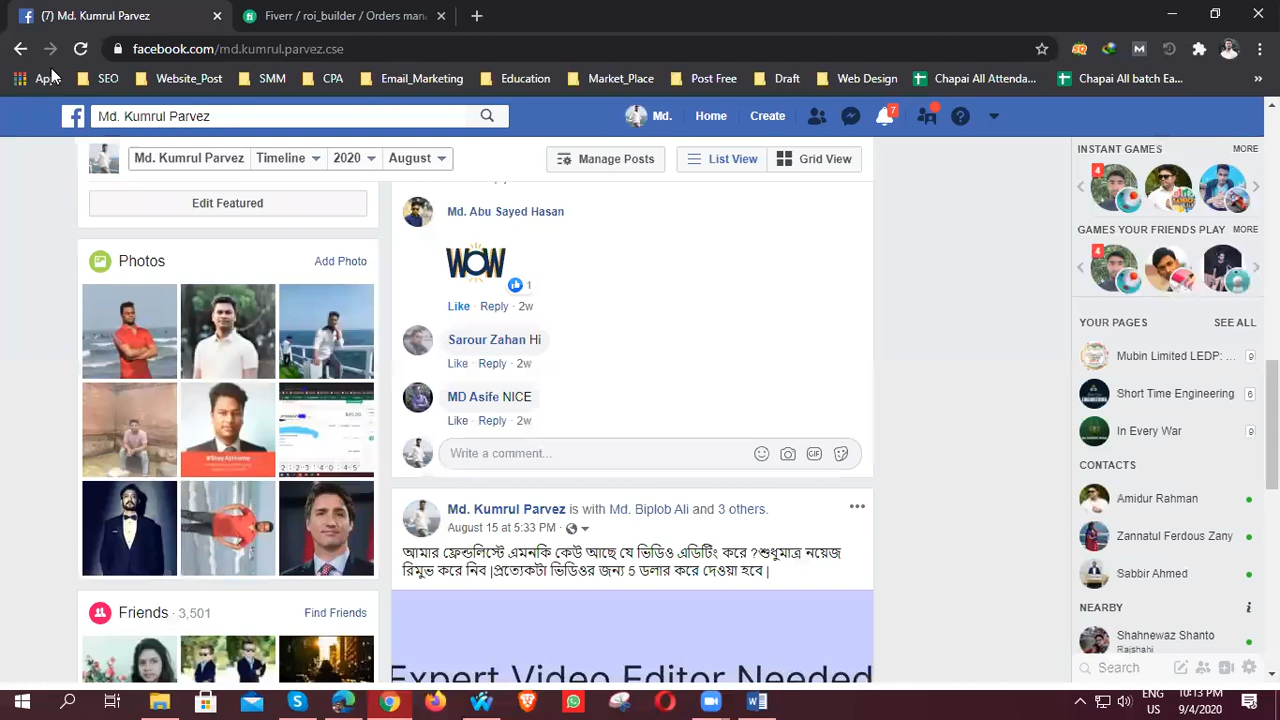 (7) Md. Kumrul Parvez
Fiverr / roi_builder / Orders man
facebook.com/md.kumrul.parvez.cse
SEO
Website_Post
SMM
CPA
Email_Marketing
Education
Market_Place
Post Free
Draft
Web Design
Chapai All Attenda...
Chapai All batch Ea...
Md. Kumrul Parvez
Md.
Home
Create
7
Md. Kumrul Parvez
Timeline
2020
August
Manage Posts
List View
Grid View
Edit Featured
Photos
Add Photo
Friends · 3,501
Find Friends
Md. Abu Sayed Hasan
WOW
1
Like · Reply · 2w
Sarour Zahan Hi
Like · Reply · 2w
MD Asife NICE
Like · Reply · 2w
Write a comment...
GIF
Md. Kumrul Parvez is with Md. Biplob Ali and 3 others.
August 15 at 5:33 PM ·
আমার ফ্রেন্ডলিস্টে এমনকি কেউ আছে যে ভিডিও এডিটিং করে ?শুধুমাত্র নয়েজ
রিমুভ করে নিব |প্রত্যেকটা ভিডিওর জন্য 5 ডলার করে দেওয়া হবে |
Expert Video Editor Needed
INSTANT GAMES
MORE
4
GAMES YOUR FRIENDS PLAY
MORE
4
YOUR PAGES
SEE ALL
Mubin Limited LEDP: ...
9
Short Time Engineering
6
In Every War
9
CONTACTS
Amidur Rahman
Zannatul Ferdous Zany
Sabbir Ahmed
NEARBY
Shahnewaz Shanto
Rajshahi
Search
ENG
US
10:13 PM
9/4/2020